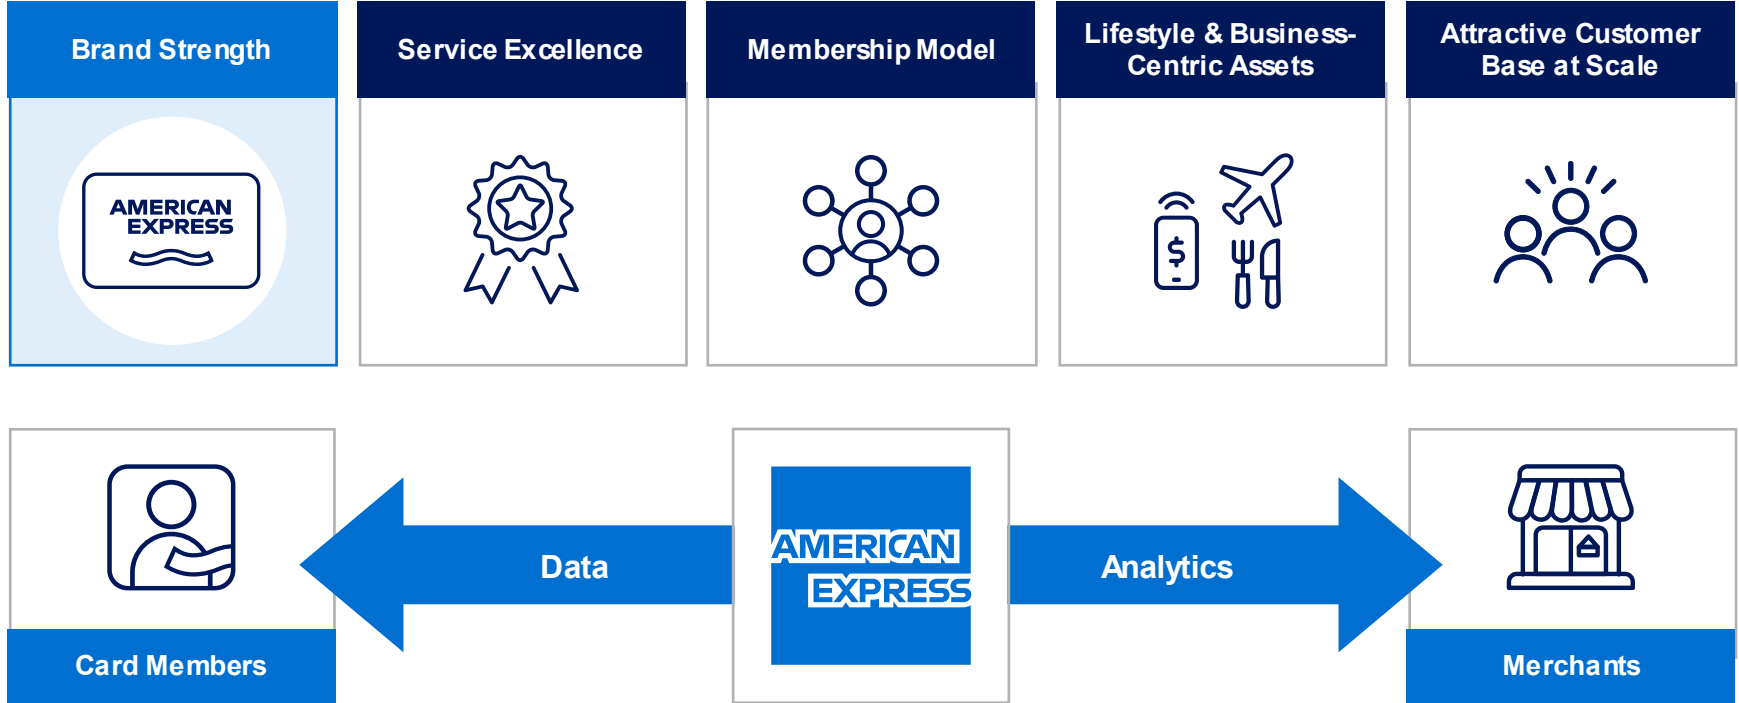 Brand Strength
Service Excellence
Membership Model
Lifestyle & Business-
Centric Assets
Attractive Customer
Base at Scale
AMERICAN
EXPRESS
$
Data
AMERICAN
EXPRESS
Analytics
Card Members
Merchants